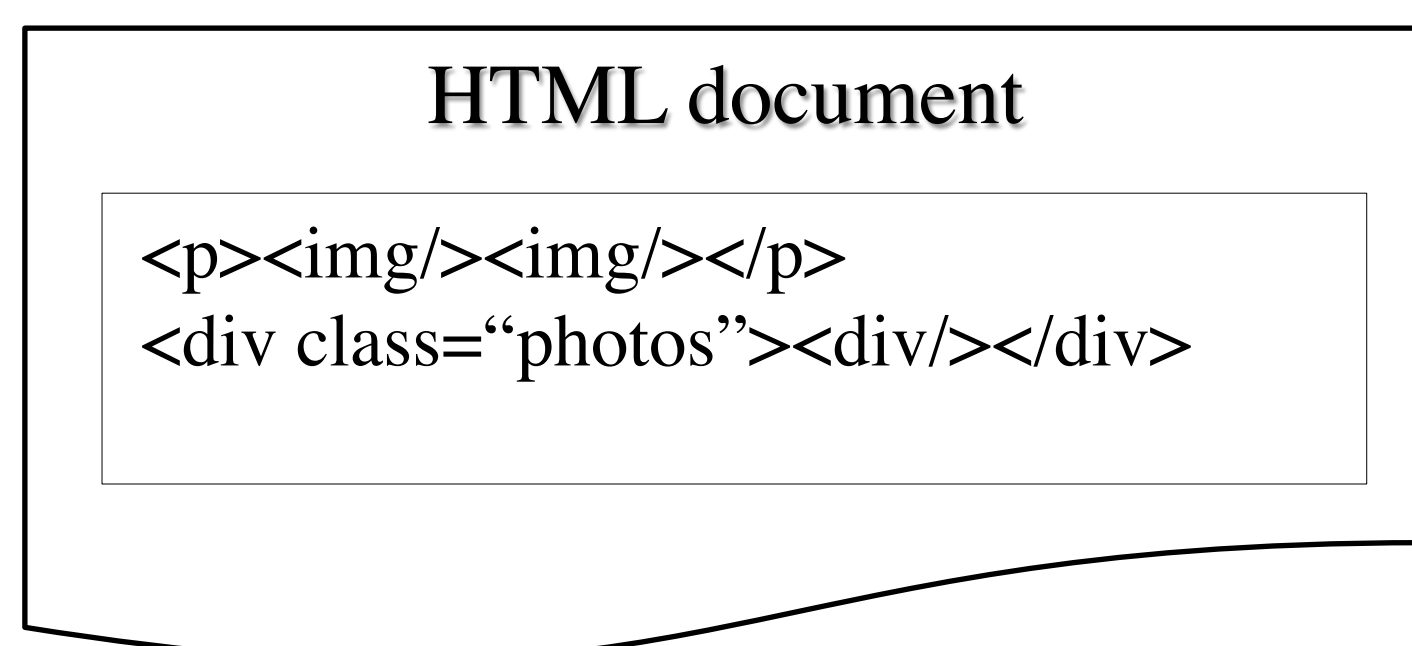 HTML document
<p><img/><img/></p>
<div class=“photos”><div/></div>